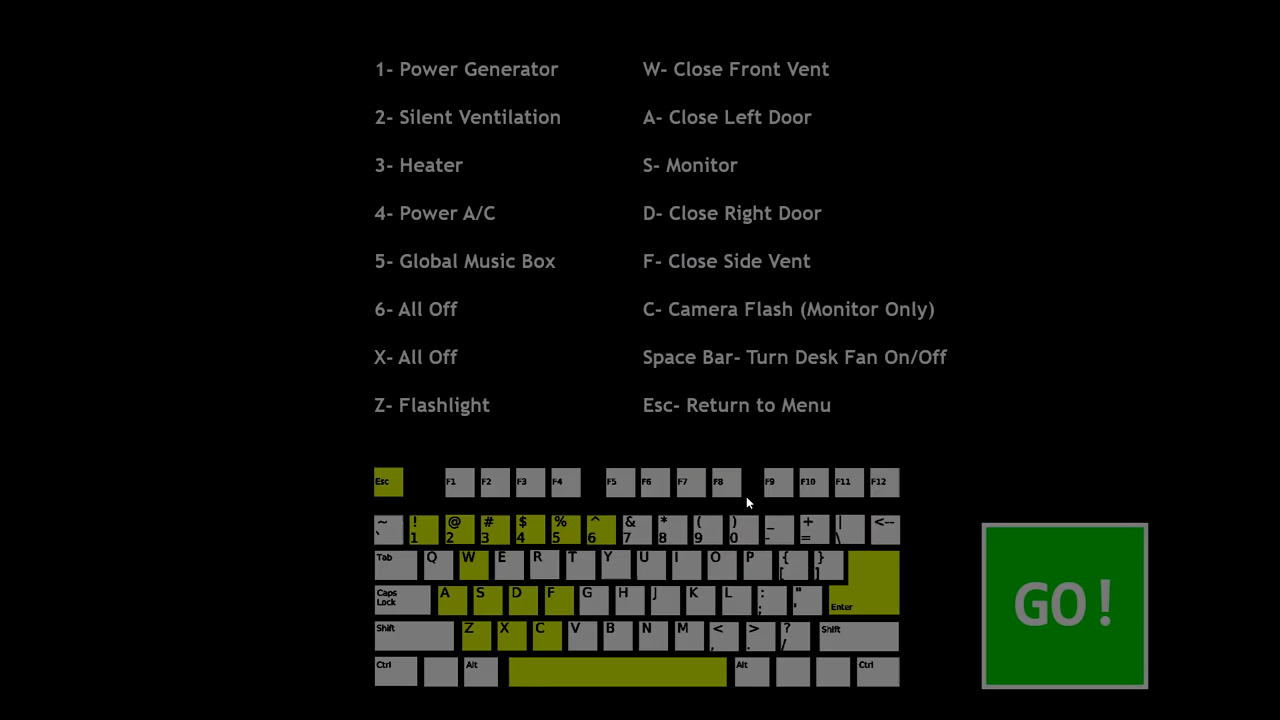 1- Power Generator
2- Silent Ventilation
3- Heater
4- Power A/C
5- Global Music Box
6- All Off
X- All Off
Z- Flashlight
W- Close Front Vent
A- Close Left Door
S- Monitor
D- Close Right Door
F- Close Side Vent
C- Camera Flash (Monitor Only)
Space Bar- Turn Desk Fan On/Off
Esc- Return to Menu
Esc F1 F2 F3 F4 F5 F6 F7 F8 F9 F10 F11 F12
~ ! @ # $ % ^ & * ( ) _ + | <--
` 1 2 3 4 5 6 7 8 9 0 - = \
Tab Q W E R T Y U I O P { }
[ ]
Caps Lock A S D F G H J K L : "
; ' Enter
Shift Z X C V B N M < > ? Shift
, . /
Ctrl Alt Alt Ctrl
GO!